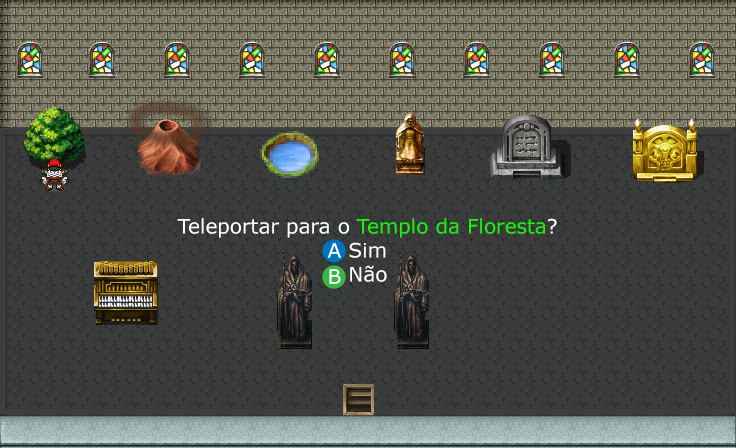 Teleportar para o Templo da Floresta?
A Sim
B Não